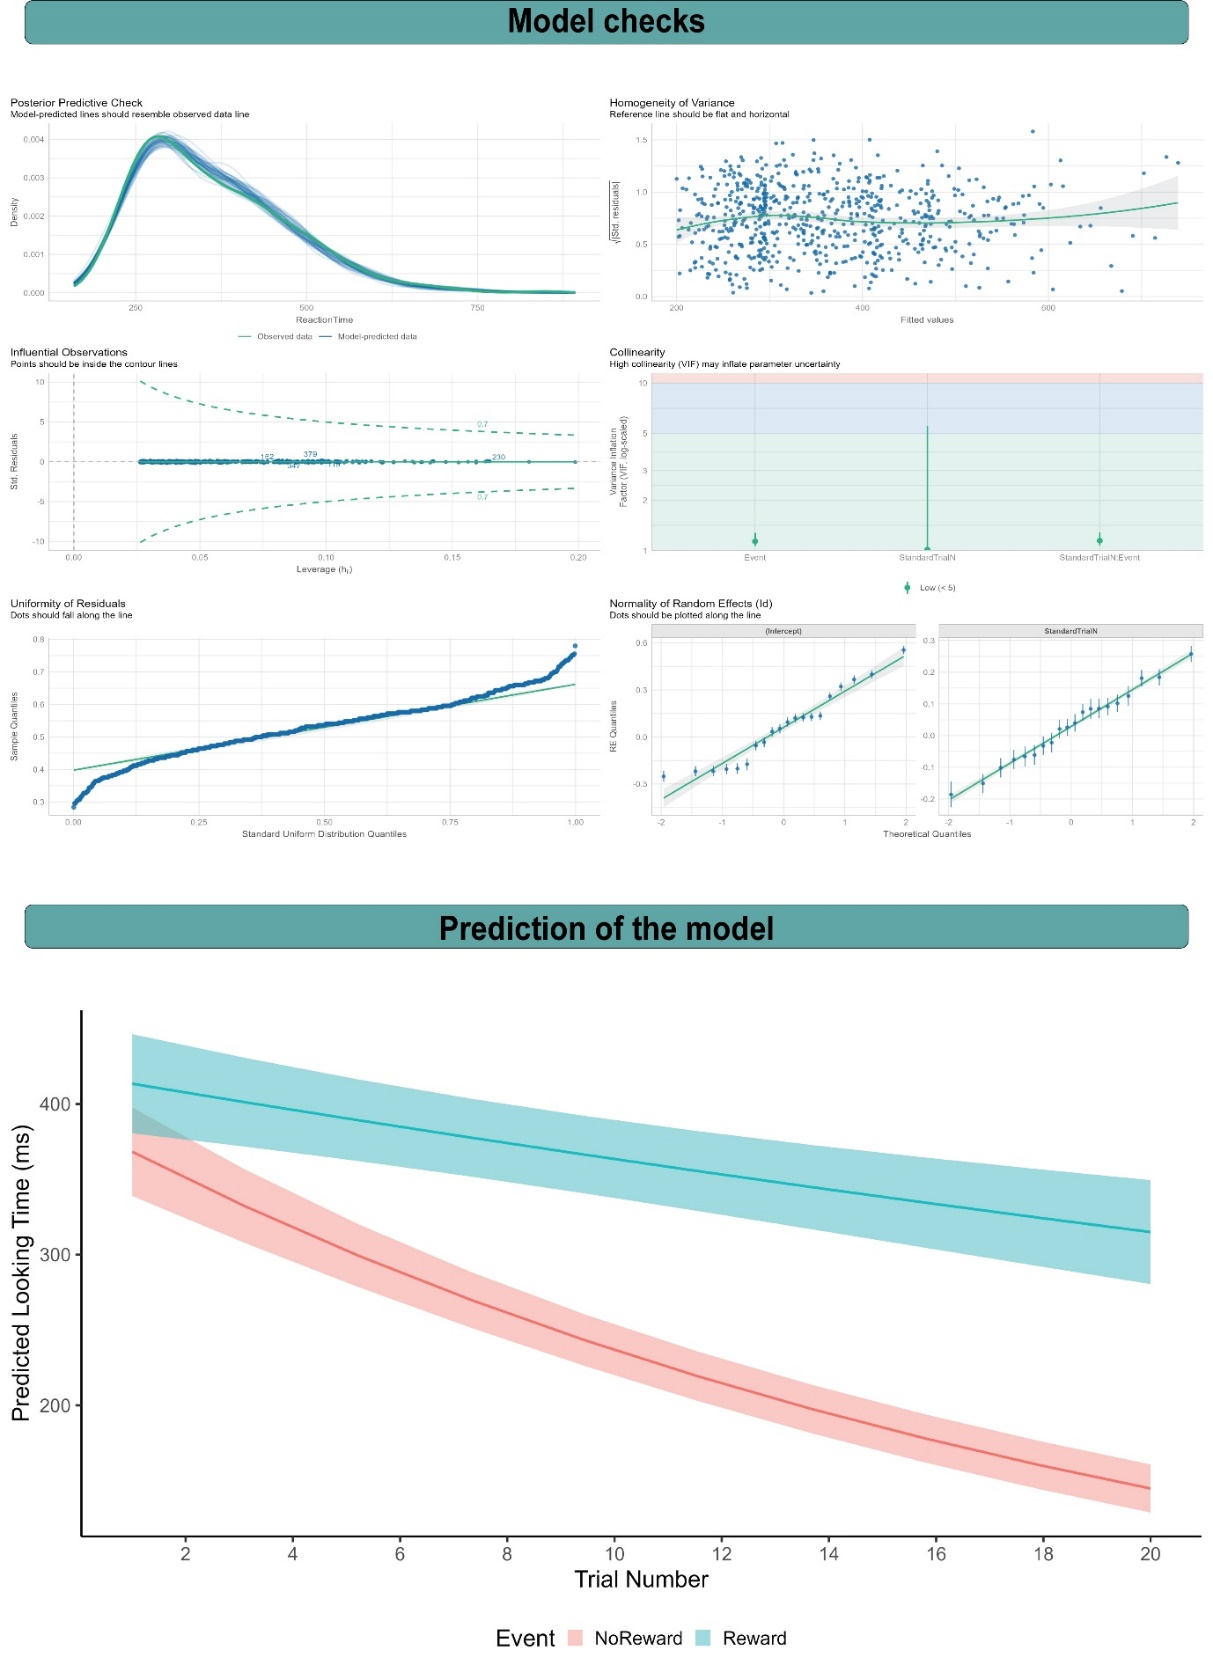 Model checks
Posterior Predictive Check
Model-predicted lines should resemble observed data line
0.004
0.003
0.002
0.001
0.000
Density
250
500
750
ReactionTime
Observed data
Model-predicted data
Homogeneity of Variance
Reference line should be flat and horizontal
1.5
1.0
0.5
0.0
√|Std. residuals|
200
400
600
Fitted values
Influential Observations
Points should be inside the contour lines
10
5
0
-5
-10
Std. Residuals
0.7
0.7
162
379
230
0.00
0.05
0.10
0.15
0.20
Leverage (hᵢ)
Collinearity
High collinearity (VIF) may inflate parameter uncertainty
10
5
3
2
1
Variance Inflation
Factor (VIF, log-scaled)
Event
StandardTrialN
StandardTrialN:Event
Low (< 5)
Uniformity of Residuals
Dots should fall along the line
0.8
0.7
0.6
0.5
0.4
0.3
Sample Quantiles
0.00
0.25
0.50
0.75
1.00
Standard Uniform Distribution Quantiles
Normality of Random Effects (Id)
Dots should be plotted along the line
(Intercept)
StandardTrialN
0.6
0.3
0.0
-0.3
RE Quantiles
-2
-1
0
1
2
0.3
0.2
0.1
0.0
-0.1
-0.2
-2
-1
0
1
2
Theoretical Quantiles
Prediction of the model
400
300
200
Predicted Looking Time (ms)
2
4
6
8
10
12
14
16
18
20
Trial Number
Event
NoReward
Reward